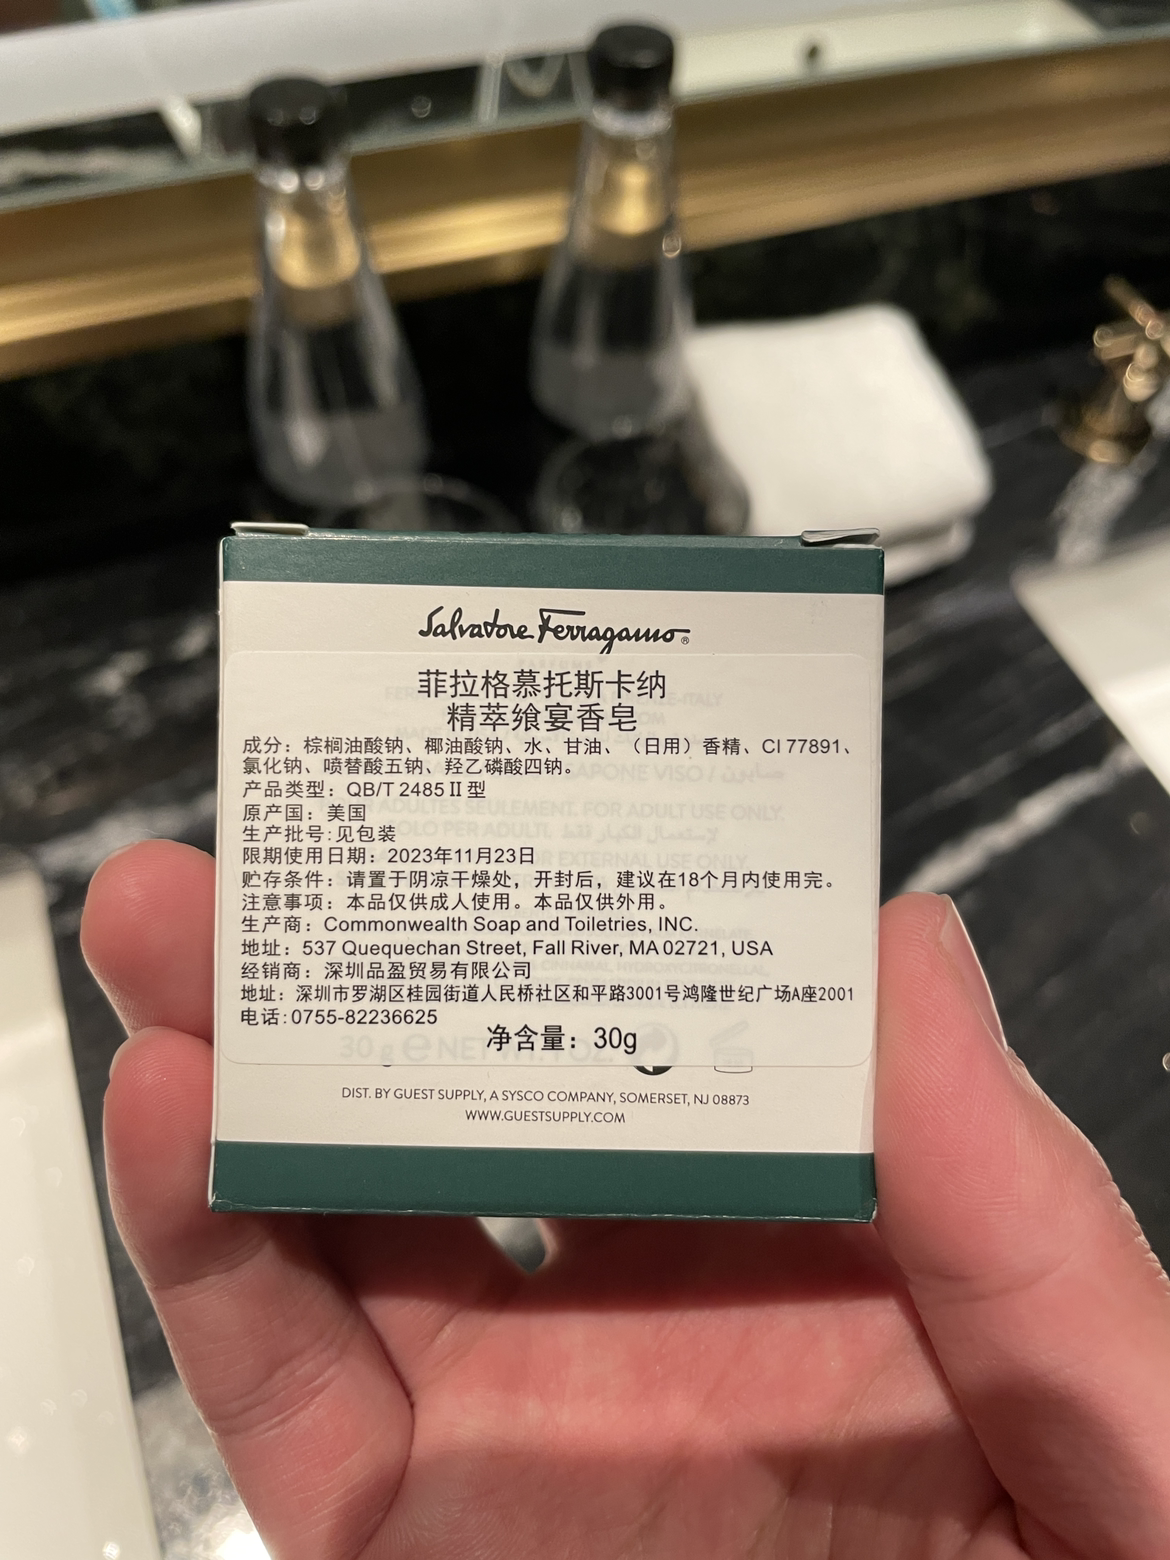 Salvatore Ferragamo®
菲拉格慕托斯卡纳
精萃飨宴香皂
成分：棕榈油酸钠、椰油酸钠、水、甘油、（日用）香精、CI 77891、
氯化钠、喷替酸五钠、羟乙磷酸四钠。
产品类型：QB/T 2485 II 型
原产国：美国
生产批号:见包装
限期使用日期：2023年11月23日
贮存条件：请置于阴凉干燥处，开封后，建议在18个月内使用完。
注意事项：本品仅供成人使用。本品仅供外用。
生产商：Commonwealth Soap and Toiletries, INC.
地址：537 Quequechan Street, Fall River, MA 02721, USA
经销商：深圳品盈贸易有限公司
地址：深圳市罗湖区桂园街道人民桥社区和平路3001号鸿隆世纪广场A座2001
电话:0755-82236625
净含量：30g
DIST. BY GUEST SUPPLY, A SYSCO COMPANY, SOMERSET, NJ 08873
WWW.GUESTSUPPLY.COM